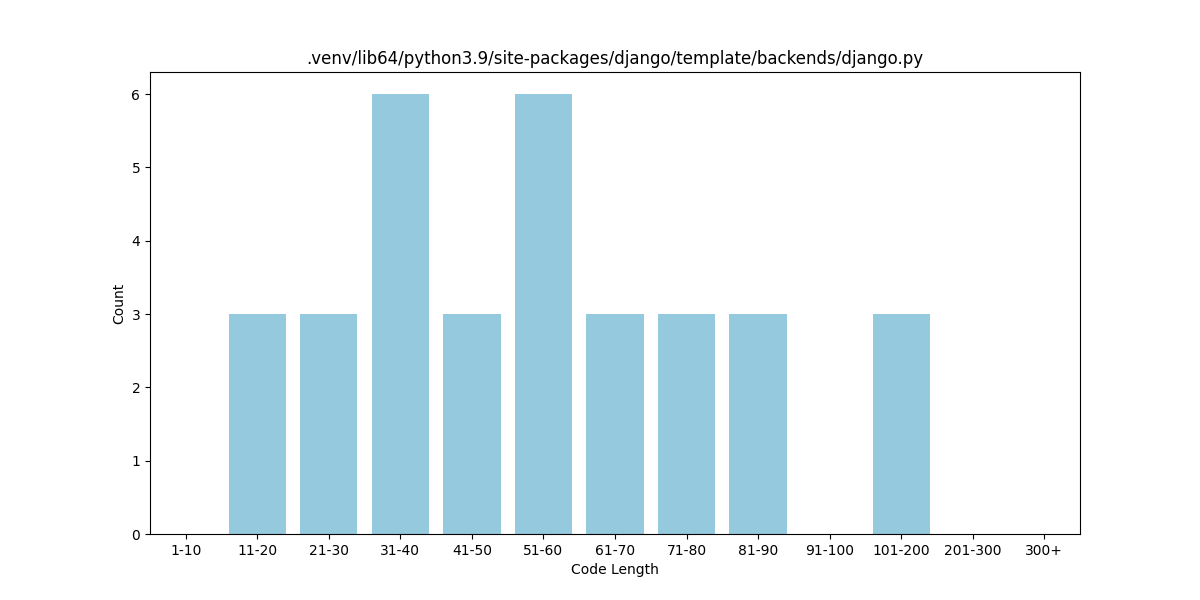 .venv/lib64/python3.9/site-packages/django/template/backends/django.py
6
5
4
3
2
1
0
Count
1-10 11-20 21-30 31-40 41-50 51-60 61-70 71-80 81-90 91-100 101-200 201-300 300+
Code Length